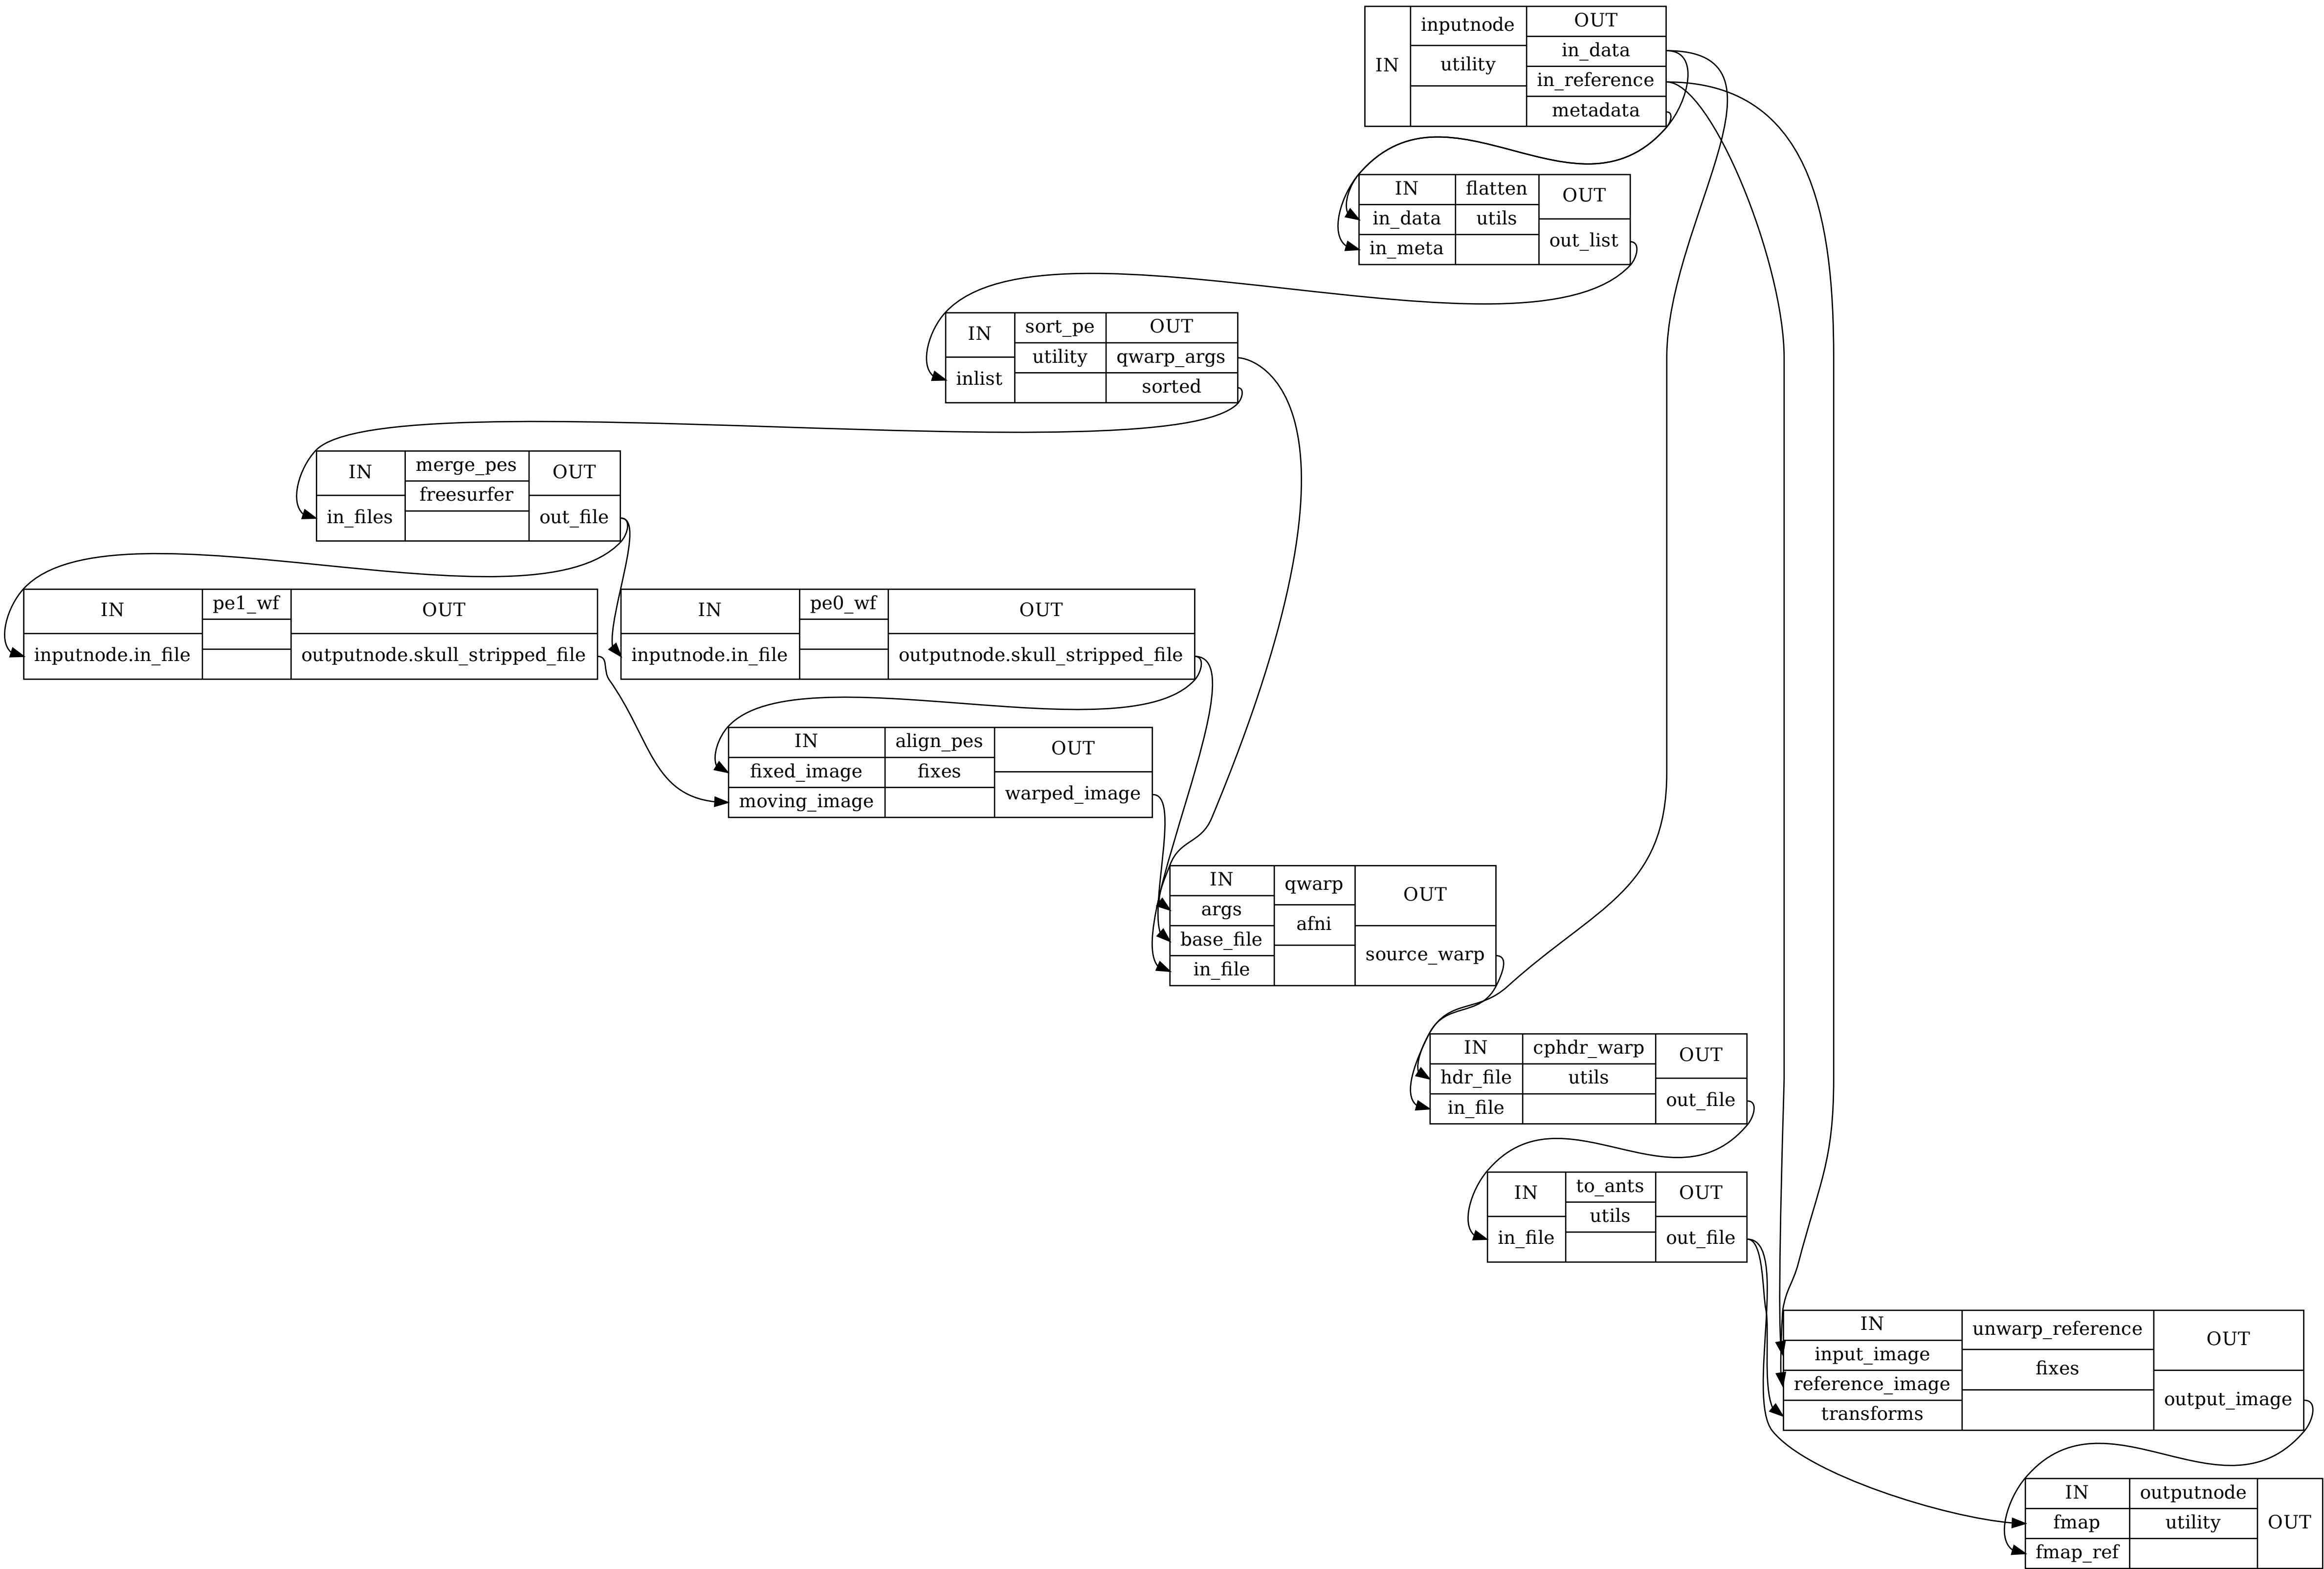 IN
inputnode
utility
OUT
in_data
in_reference
metadata
IN
in_data
in_meta
flatten
utils
OUT
out_list
IN
inlist
sort_pe
utility
OUT
qwarp_args
sorted
IN
in_files
merge_pes
freesurfer
OUT
out_file
IN
inputnode.in_file
pe1_wf
OUT
outputnode.skull_stripped_file
IN
inputnode.in_file
pe0_wf
OUT
outputnode.skull_stripped_file
IN
fixed_image
moving_image
align_pes
fixes
OUT
warped_image
IN
args
base_file
in_file
qwarp
afni
OUT
source_warp
IN
hdr_file
in_file
cphdr_warp
utils
OUT
out_file
IN
in_file
to_ants
utils
OUT
out_file
IN
input_image
reference_image
transforms
unwarp_reference
fixes
OUT
output_image
IN
fmap
fmap_ref
outputnode
utility
OUT